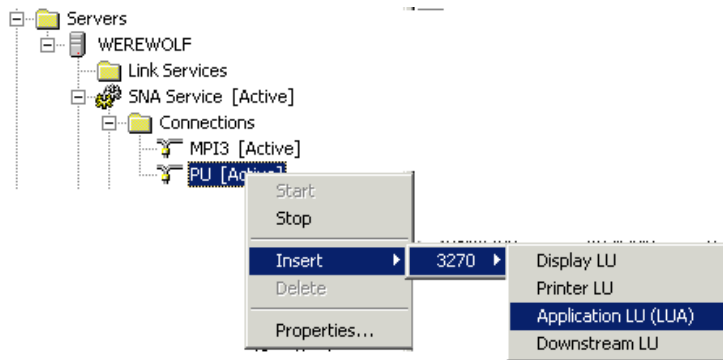 Servers
WEREWOLF
Link Services
SNA Service [Active]
Connections
MPI3 [Active]
PU [Active]
Start
Stop
Insert
3270
Display LU
Delete
Printer LU
Application LU (LUA)
Properties...
Downstream LU